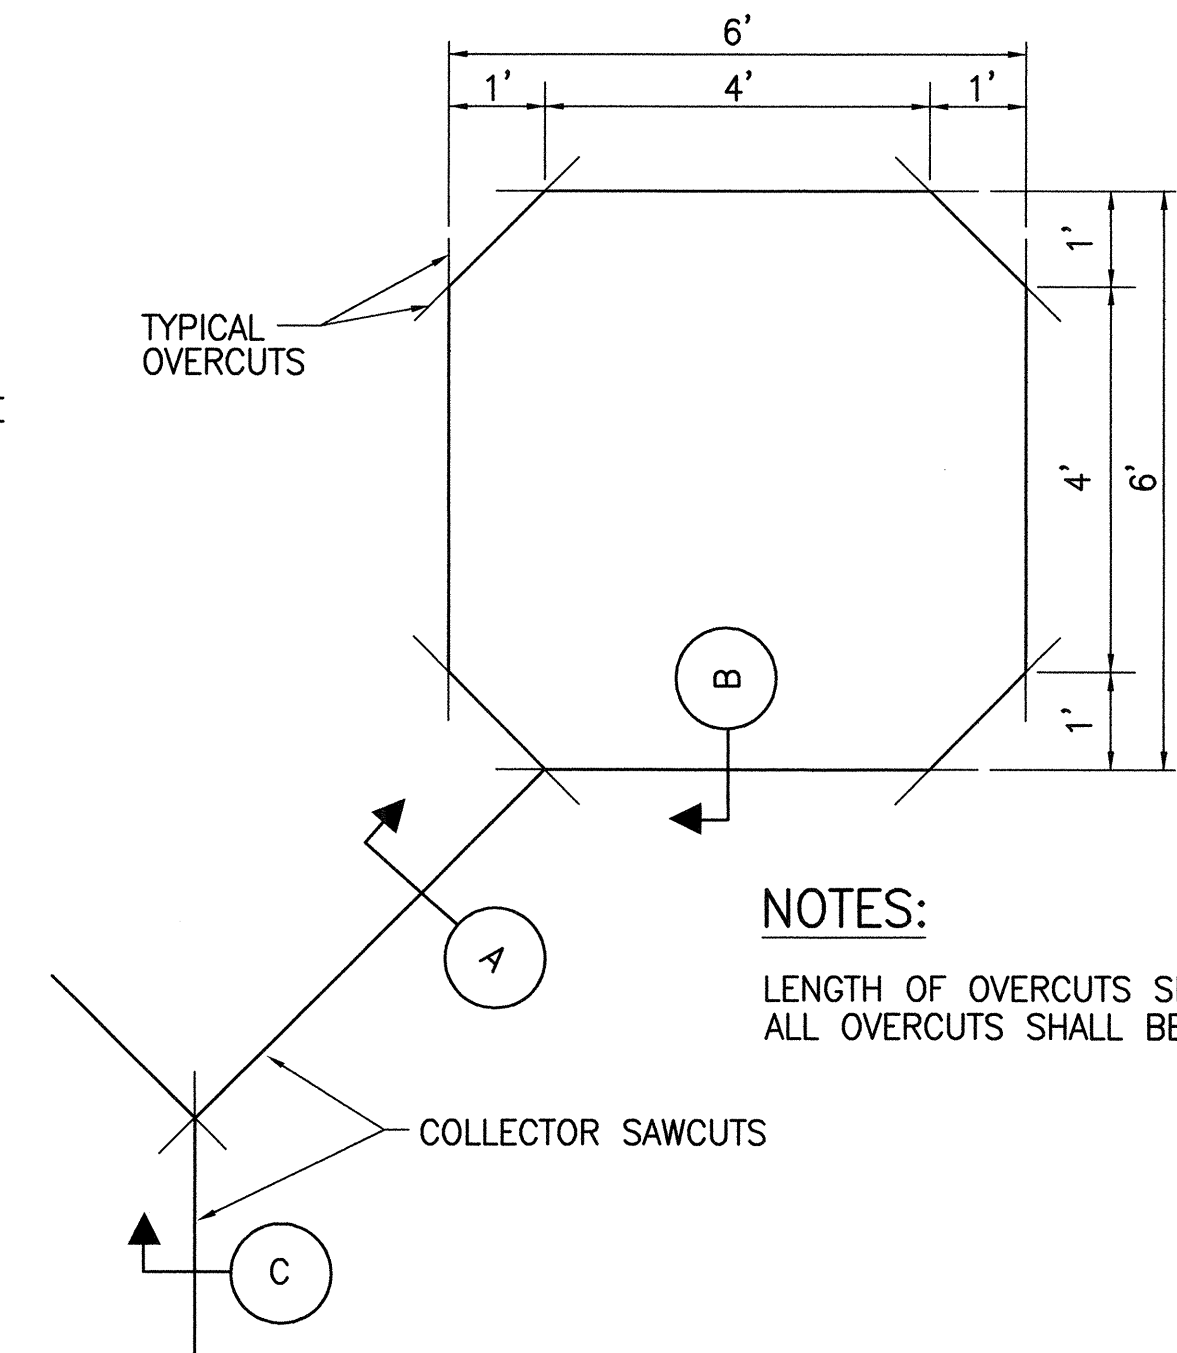 6'
1' 4' 1'
1'
TYPICAL
OVERCUTS
4' 6'
B
1'
NOTES:
A
LENGTH OF OVERCUTS
ALL OVERCUTS SHALL BE
COLLECTOR SAWCUTS
C